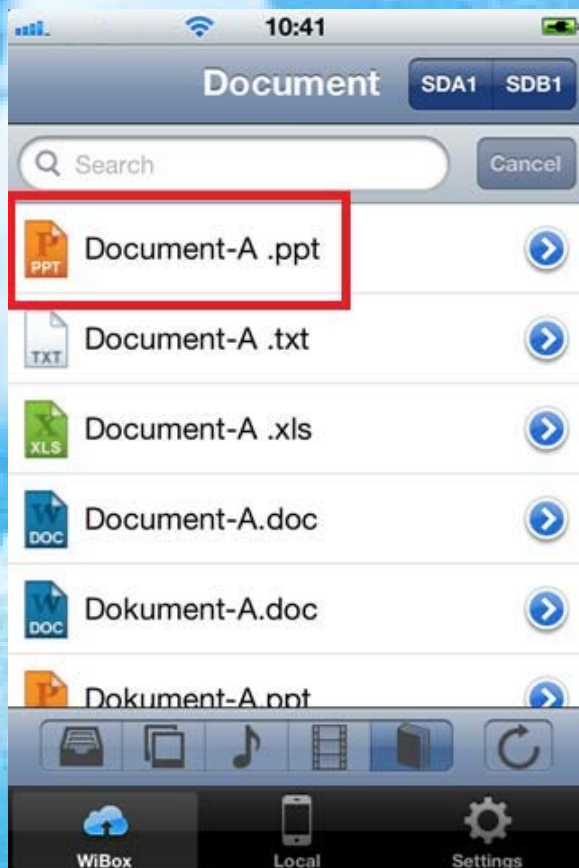 10:41
Document SDA1 SDB1
Search Cancel
P
PPT Document-A .ppt
TXT Document-A .txt
X
XLS Document-A .xls
W
DOC Document-A.doc
W
DOC Dokument-A.doc
P Dokument-A.ppt
WiBox Local Settings